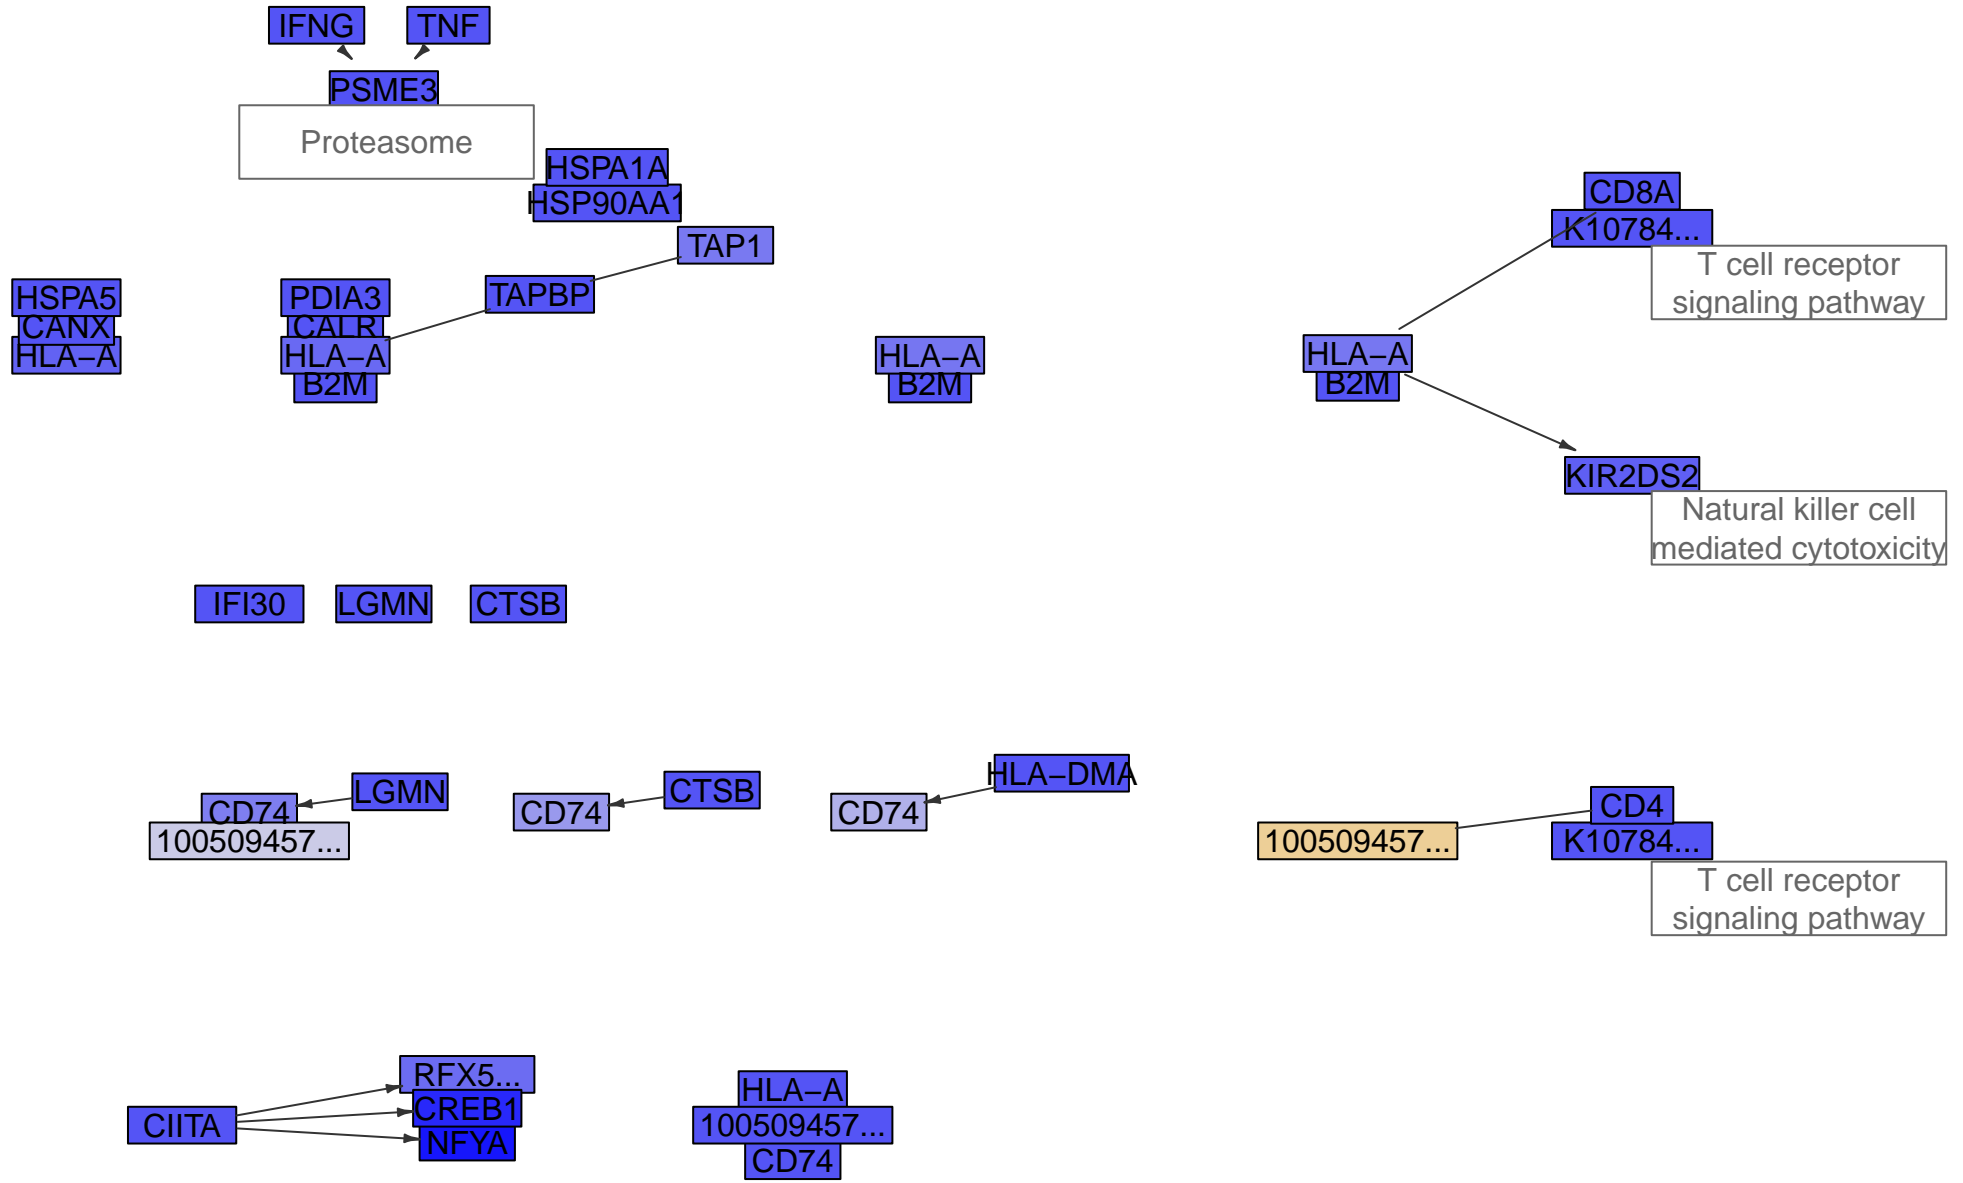 IFNG
TNF
PSME3
Proteasome
HSPA1A
HSP90AA1
TAP1
TAPBP
CD8A
K10784...
T cell receptor
signaling pathway
HSPA5
CANX
HLA−A
PDIA3
CALR
HLA−A
B2M
HLA−A
B2M
HLA−A
B2M
KIR2DS2
Natural killer cell
mediated cytotoxicity
IFI30
LGMN
CTSB
CD74
100509457...
LGMN
CD74
CTSB
CD74
HLA−DMA
100509457...
CD4
K10784...
T cell receptor
signaling pathway
CIITA
RFX5...
CREB1
NFYA
HLA−A
100509457...
CD74